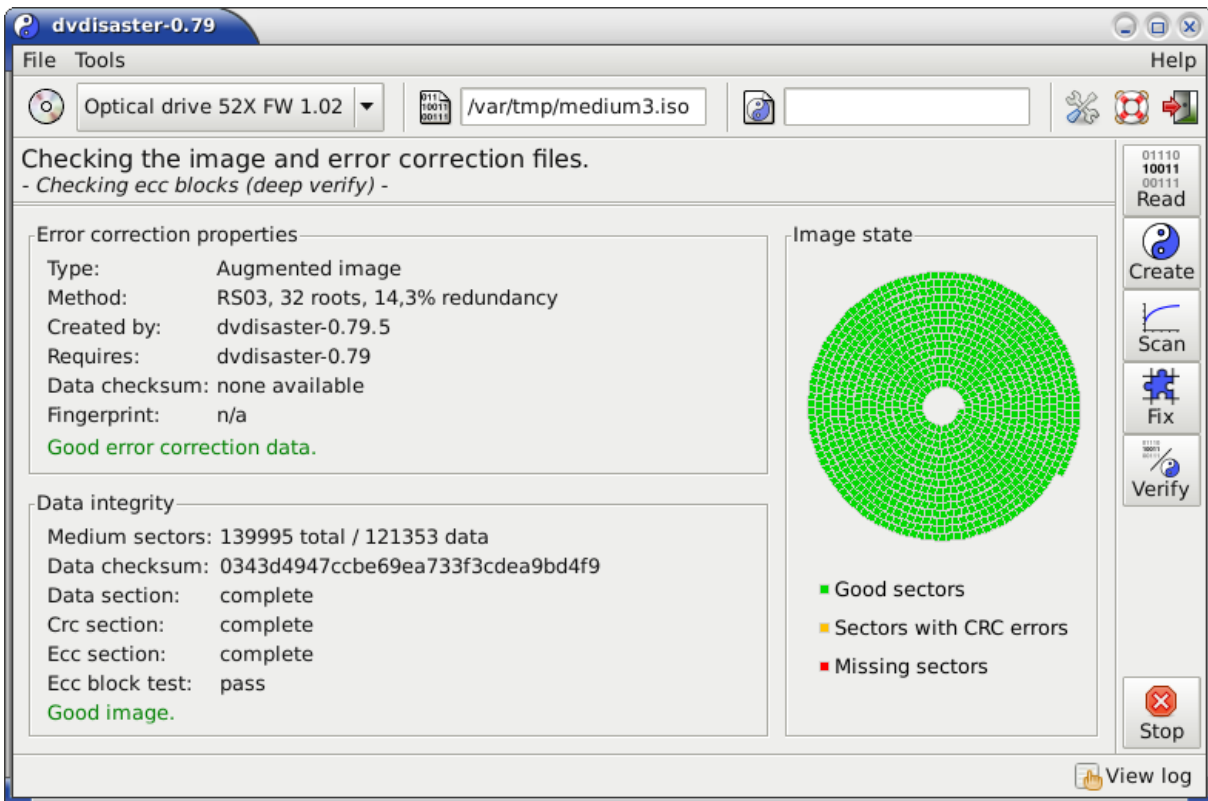 dvdisaster-0.79
File Tools Help
Optical drive 52X FW 1.02 /var/tmp/medium3.iso
Checking the image and error correction files.
- Checking ecc blocks (deep verify) -
Error correction properties
Type: Augmented image
Method: RS03, 32 roots, 14,3% redundancy
Created by: dvdisaster-0.79.5
Requires: dvdisaster-0.79
Data checksum: none available
Fingerprint: n/a
Good error correction data.
Data integrity
Medium sectors: 139995 total / 121353 data
Data checksum: 0343d4947ccbe69ea733f3cdea9bd4f9
Data section: complete
Crc section: complete
Ecc section: complete
Ecc block test: pass
Good image.
Image state
Good sectors
Sectors with CRC errors
Missing sectors
01110
10011
00111
Read
Create
Scan
Fix
Verify
Stop
View log